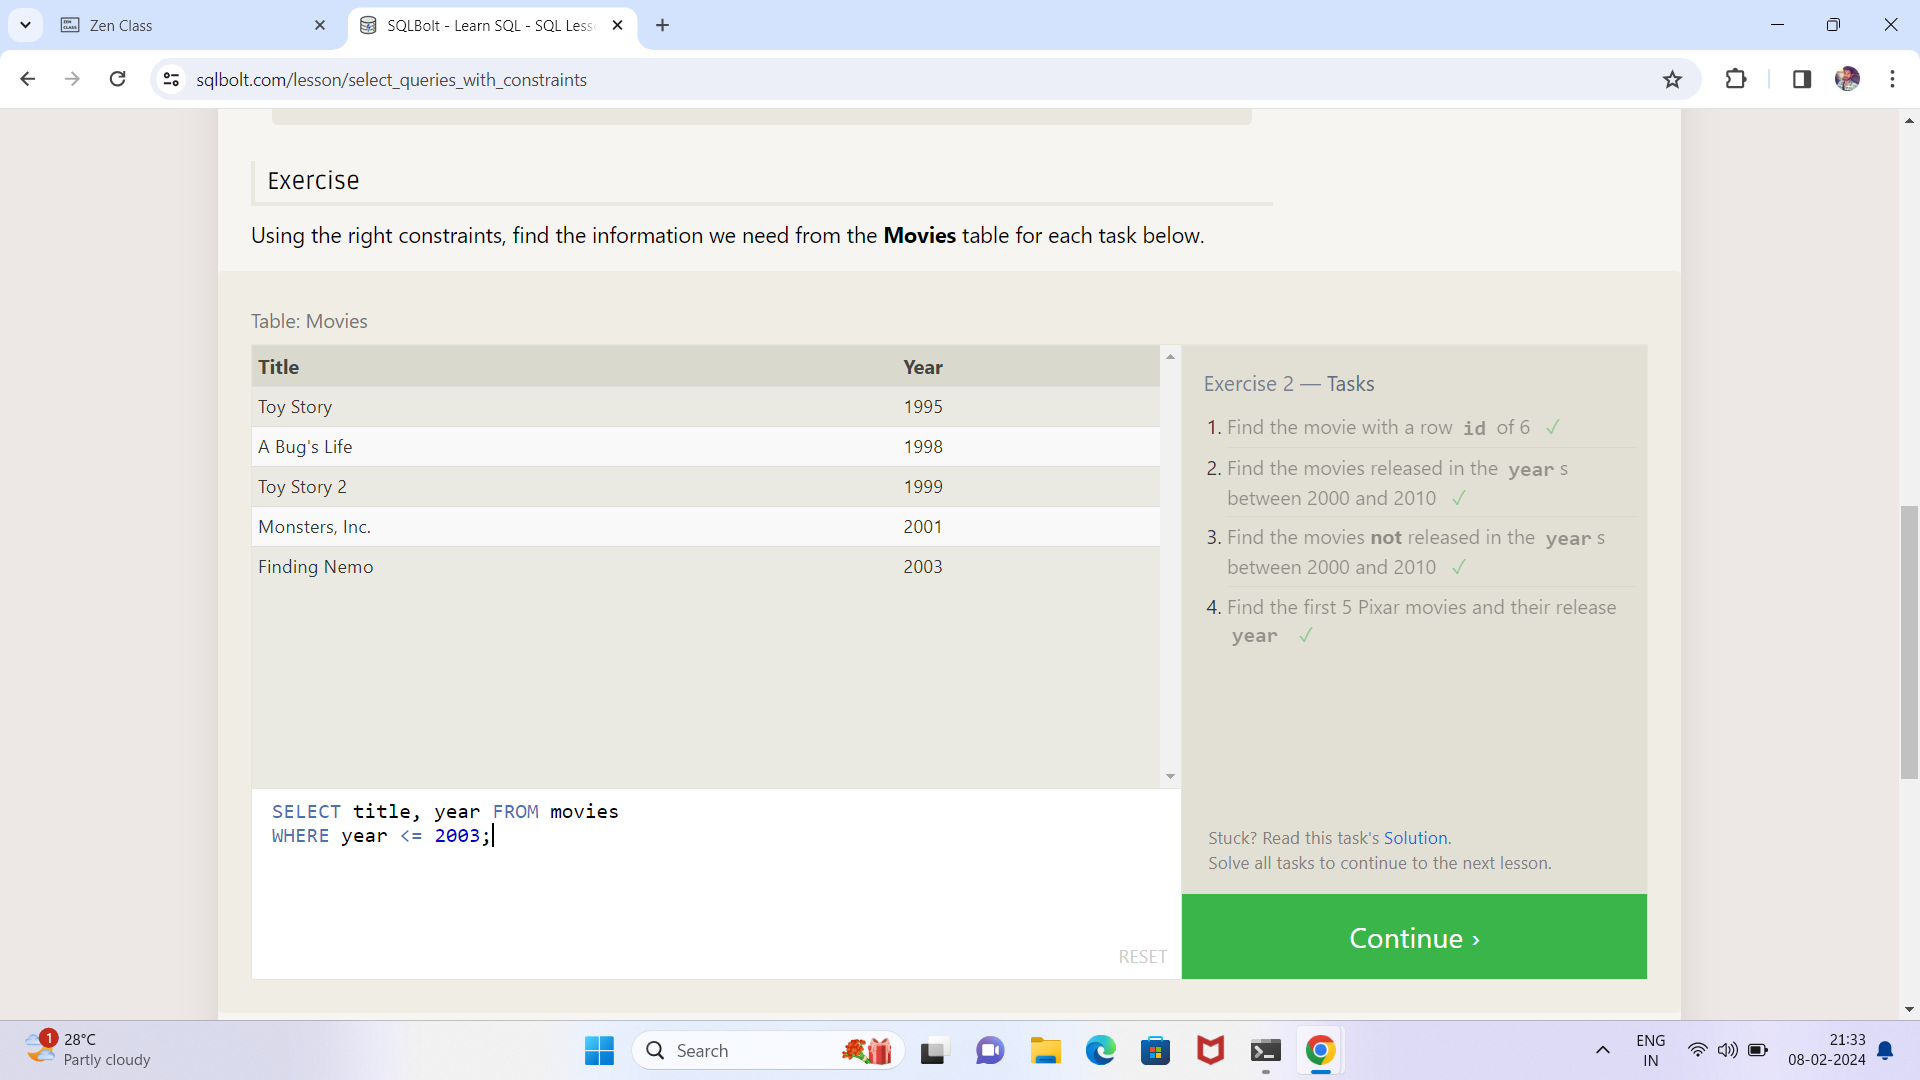 Zen Class
SQLBolt - Learn SQL - SQL Less
sqlbolt.com/lesson/select_queries_with_constraints
Exercise
Using the right constraints, find the information we need from the Movies table for each task below.
Table: Movies
Title Year
Toy Story 1995
A Bug's Life 1998
Toy Story 2 1999
Monsters, Inc. 2001
Finding Nemo 2003
SELECT title, year FROM movies
WHERE year <= 2003;
RESET
Exercise 2 — Tasks
1. Find the movie with a row id of 6 ✓
2. Find the movies released in the year s
between 2000 and 2010 ✓
3. Find the movies not released in the year s
between 2000 and 2010 ✓
4. Find the first 5 Pixar movies and their release
year ✓
Stuck? Read this task's Solution.
Solve all tasks to continue to the next lesson.
Continue ›
1
28°C
Partly cloudy
Search
ENG
IN
21:33
08-02-2024